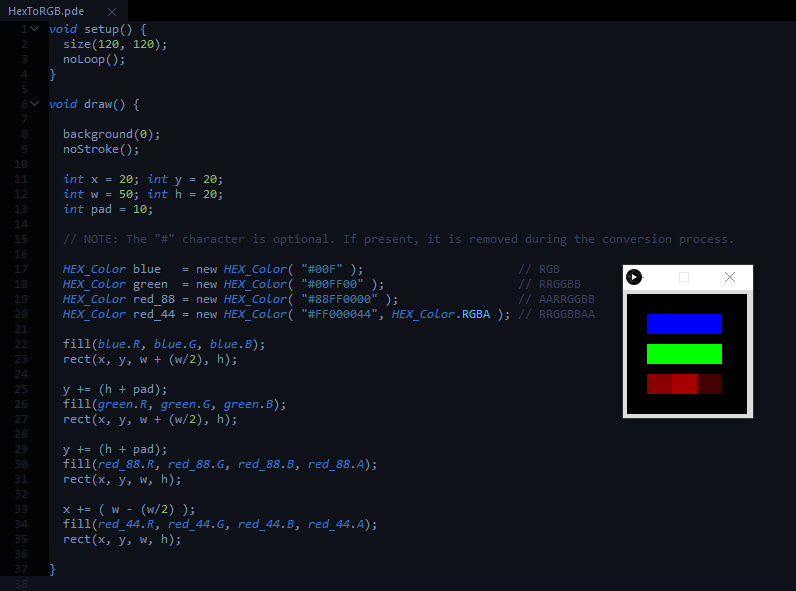 HexToRGB.pde
1 void setup() {
2   size(120, 120);
3   noLoop();
4 }
5
6 void draw() {
7
8   background(0);
9   noStroke();
10
11   int x = 20; int y = 20;
12   int w = 50; int h = 20;
13   int pad = 10;
14
15   // NOTE: The "#" character is optional. If present, it is removed during the conversion process.
16
17   HEX_Color blue   = new HEX_Color( "#00F" );                      // RGB
18   HEX_Color green  = new HEX_Color( "#00FF00" );                   // RRGGBB
19   HEX_Color red_88 = new HEX_Color( "#88FF0000" );                 // AARRGGBB
20   HEX_Color red_44 = new HEX_Color( "#FF000044", HEX_Color.RGBA ); // RRGGBBAA
21
22   fill(blue.R, blue.G, blue.B);
23   rect(x, y, w + (w/2), h);
24
25   y += (h + pad);
26   fill(green.R, green.G, green.B);
27   rect(x, y, w + (w/2), h);
28
29   y += (h + pad);
30   fill(red_88.R, red_88.G, red_88.B, red_88.A);
31   rect(x, y, w, h);
32
33   x += ( w - (w/2) );
34   fill(red_44.R, red_44.G, red_44.B, red_44.A);
35   rect(x, y, w, h);
36
37 }
38